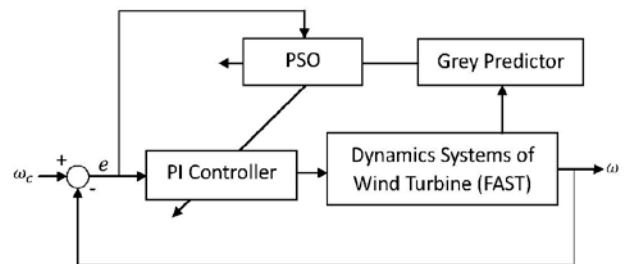 PSO
Grey Predictor
ω_c
+
-
e
PI Controller
Dynamics Systems of
Wind Turbine (FAST)
ω